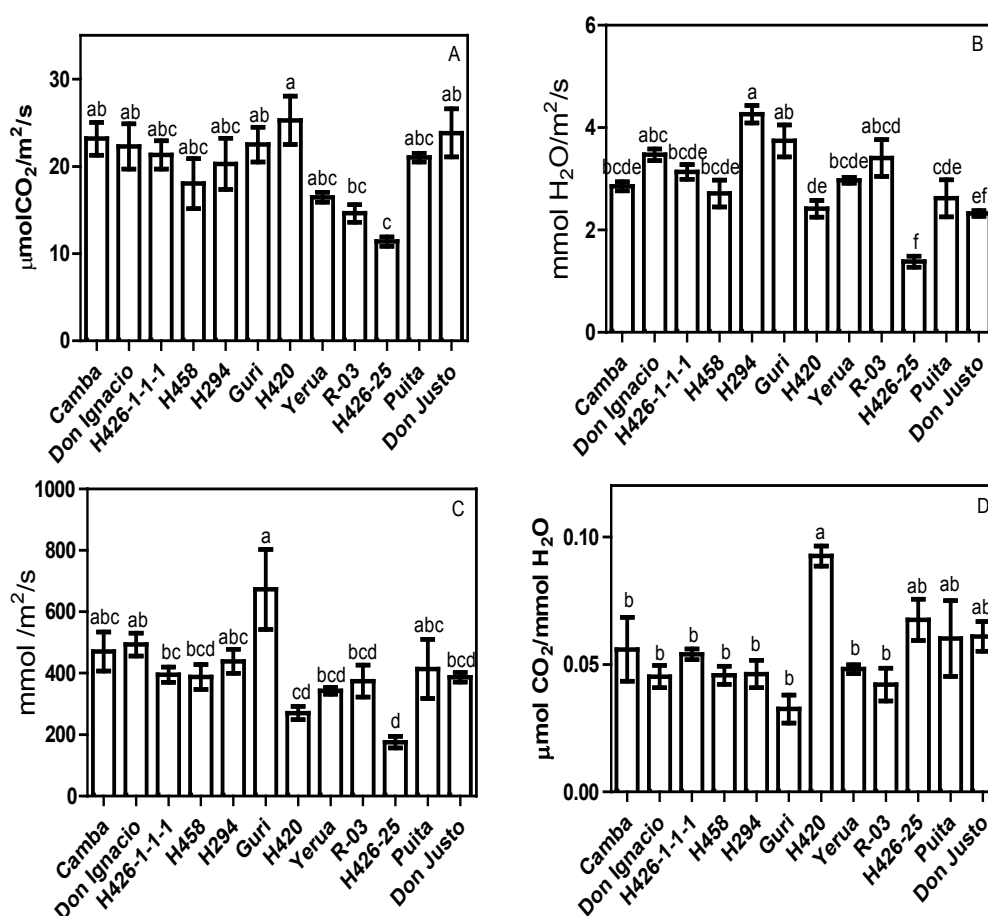 A
μmolCO2/m²/s
30
20
10
0
ab ab abc abc abc ab a abc bc c abc ab
Camba Don Ignacio H426-1-1-1 H458 H294 Guri H420 Yerua R-03 H426-25 Puita Don Justo
B
mmol H2O/m²/s
6
4
2
0
bcde abc bcde bcde a ab de bcde abcd f cde ef
Camba Don Ignacio H426-1-1-1 H458 H294 Guri H420 Yerua R-03 H426-25 Puita Don Justo
C
mmol /m²/s
1000
800
600
400
200
0
abc ab bc bcd abc a cd bcd bcd d abc bcd
Camba Don Ignacio H426-1-1-1 H458 H294 Guri H420 Yerua R-03 H426-25 Puita Don Justo
D
μmol CO2/mmol H2O
0.10
0.05
0.00
b b b b b b a b b ab ab ab
Camba Don Ignacio H426-1-1-1 H458 H294 Guri H420 Yerua R-03 H426-25 Puita Don Justo